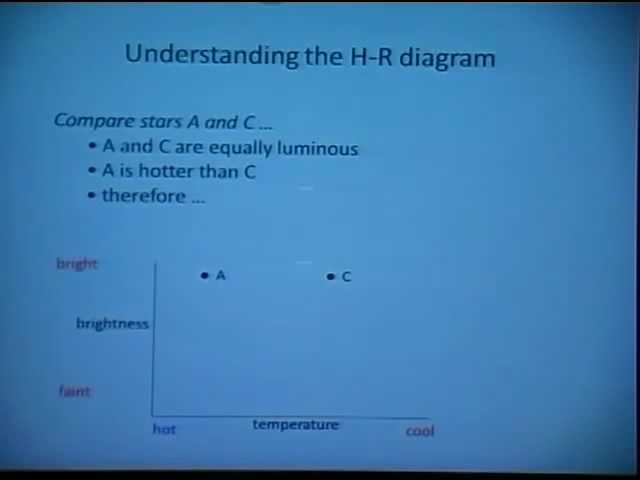 Understanding the H-R diagram
Compare stars A and C ...
• A and C are equally luminous
• A is hotter than C
• therefore ...
bright
• A
• C
brightness
faint
hot
temperature
cool